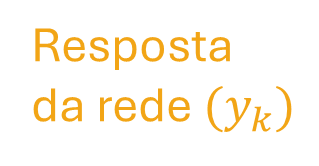 Resposta
da rede (yₖ)